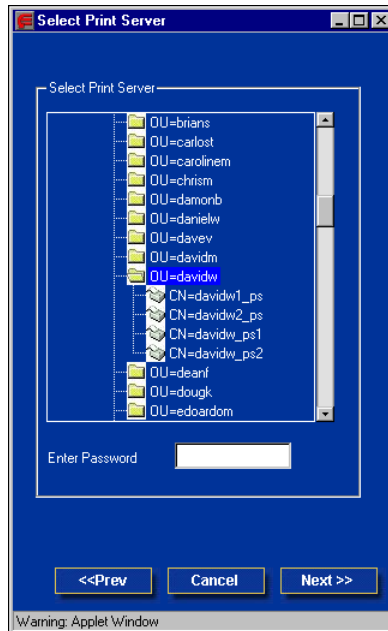 Select Print Server
Select Print Server
OU=brians
OU=carlost
OU=carolinem
OU=chrism
OU=damonb
OU=danielw
OU=davev
OU=davidm
OU=davidw
CN=davidw1_ps
CN=davidw2_ps
CN=davidw_ps1
CN=davidw_ps2
OU=deanf
OU=dougk
OU=edoardom
Enter Password
<<Prev Cancel Next >>
Warning: Applet Window